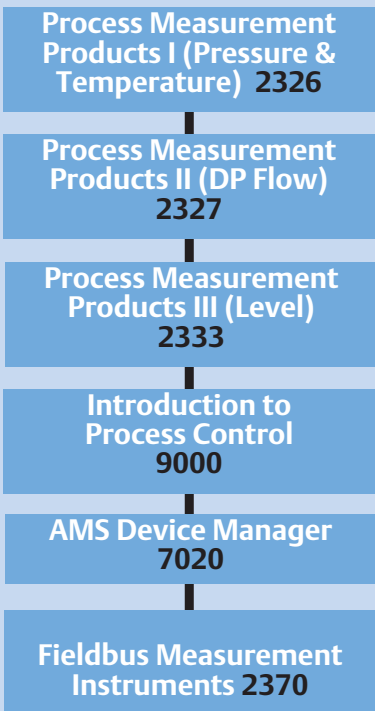 Process Measurement
Products I (Pressure &
Temperature) 2326
Process Measurement
Products II (DP Flow)
2327
Process Measurement
Products III (Level)
2333
Introduction to
Process Control
9000
AMS Device Manager
7020
Fieldbus Measurement
Instruments 2370